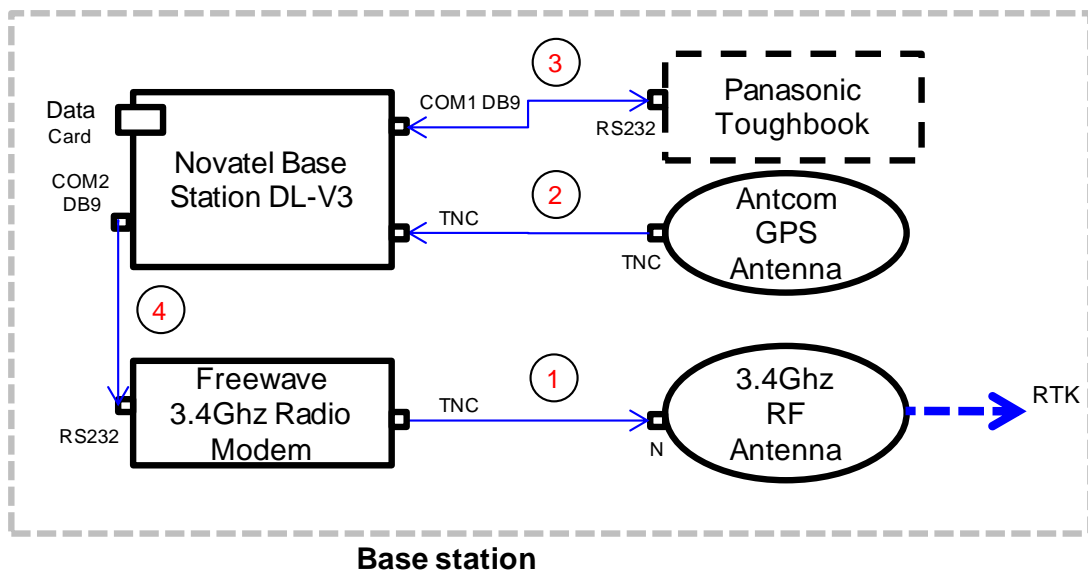 3
Data
Card
COM1 DB9
RS232
Panasonic
Toughbook
Novatel Base
Station DL-V3
COM2
DB9
TNC
2
TNC
Antcom
GPS
Antenna
4
Freewave
3.4Ghz Radio
Modem
RS232
TNC
1
N
3.4Ghz
RF
Antenna
RTK
Base station